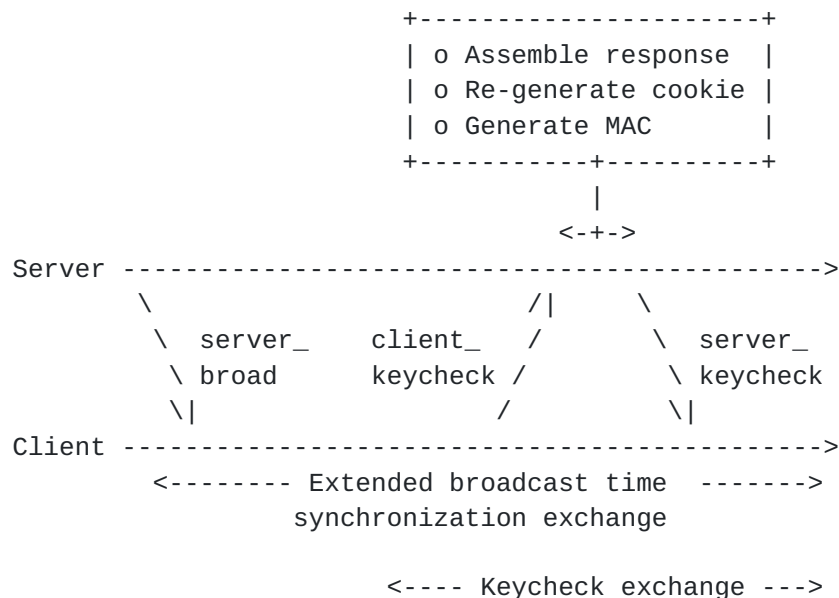 +----------------------+
| o Assemble response  |
| o Re-generate cookie |
| o Generate MAC       |
+-----------+----------+
|
<-+->
Server --------------------------------------------->
\                        /|     \
\  server_    client_   /       \  server_
\ broad      keycheck /         \ keycheck
\|                   /          \|
Client --------------------------------------------->
<-------- Extended broadcast time  ------->
synchronization exchange
<---- Keycheck exchange --->